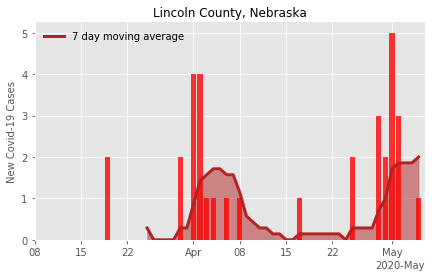 Lincoln County, Nebraska
7 day moving average
New Covid-19 Cases
5
4
3
2
1
0
08 15 22 Apr 08 15 22 May
2020-May